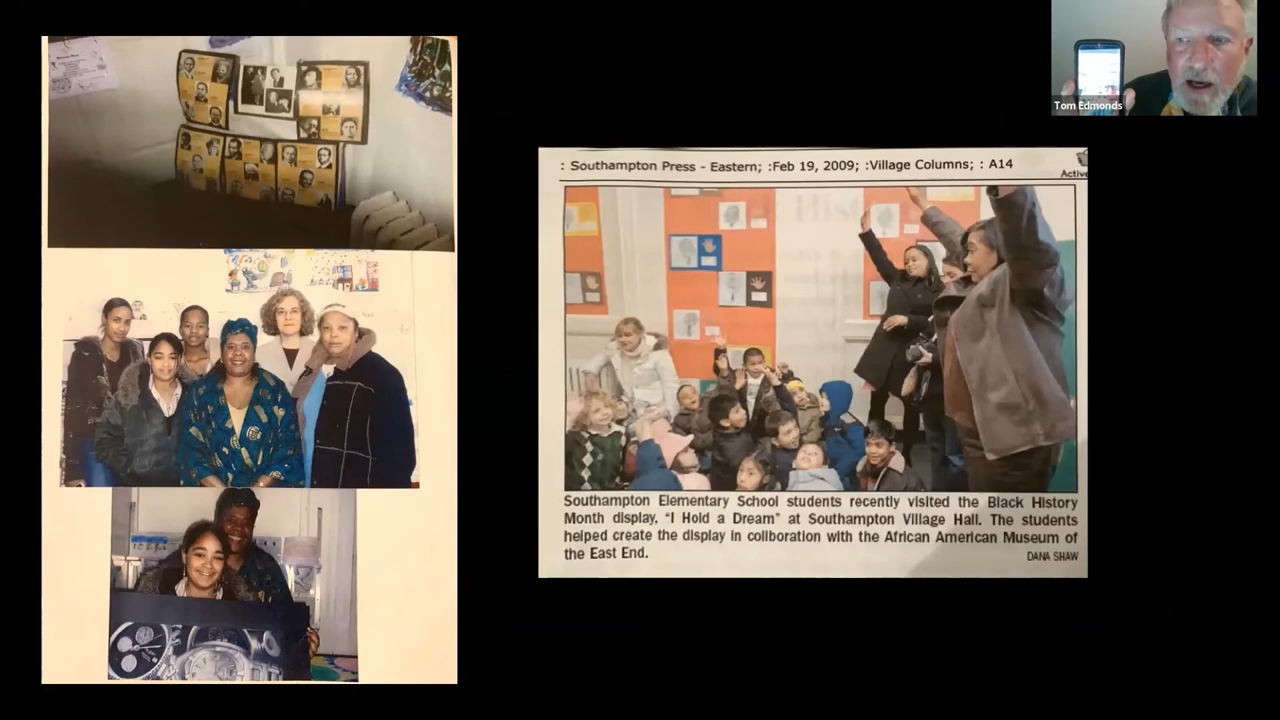 Tom Edmonds
: Southampton Press - Eastern; :Feb 19, 2009; :Village Columns; : A14
Active
Southampton Elementary School students recently visited the Black History
Month display, "I Hold a Dream" at Southampton Village Hall. The students
helped create the display in collboration with the African American Museum of
the East End.
DANA SHAW